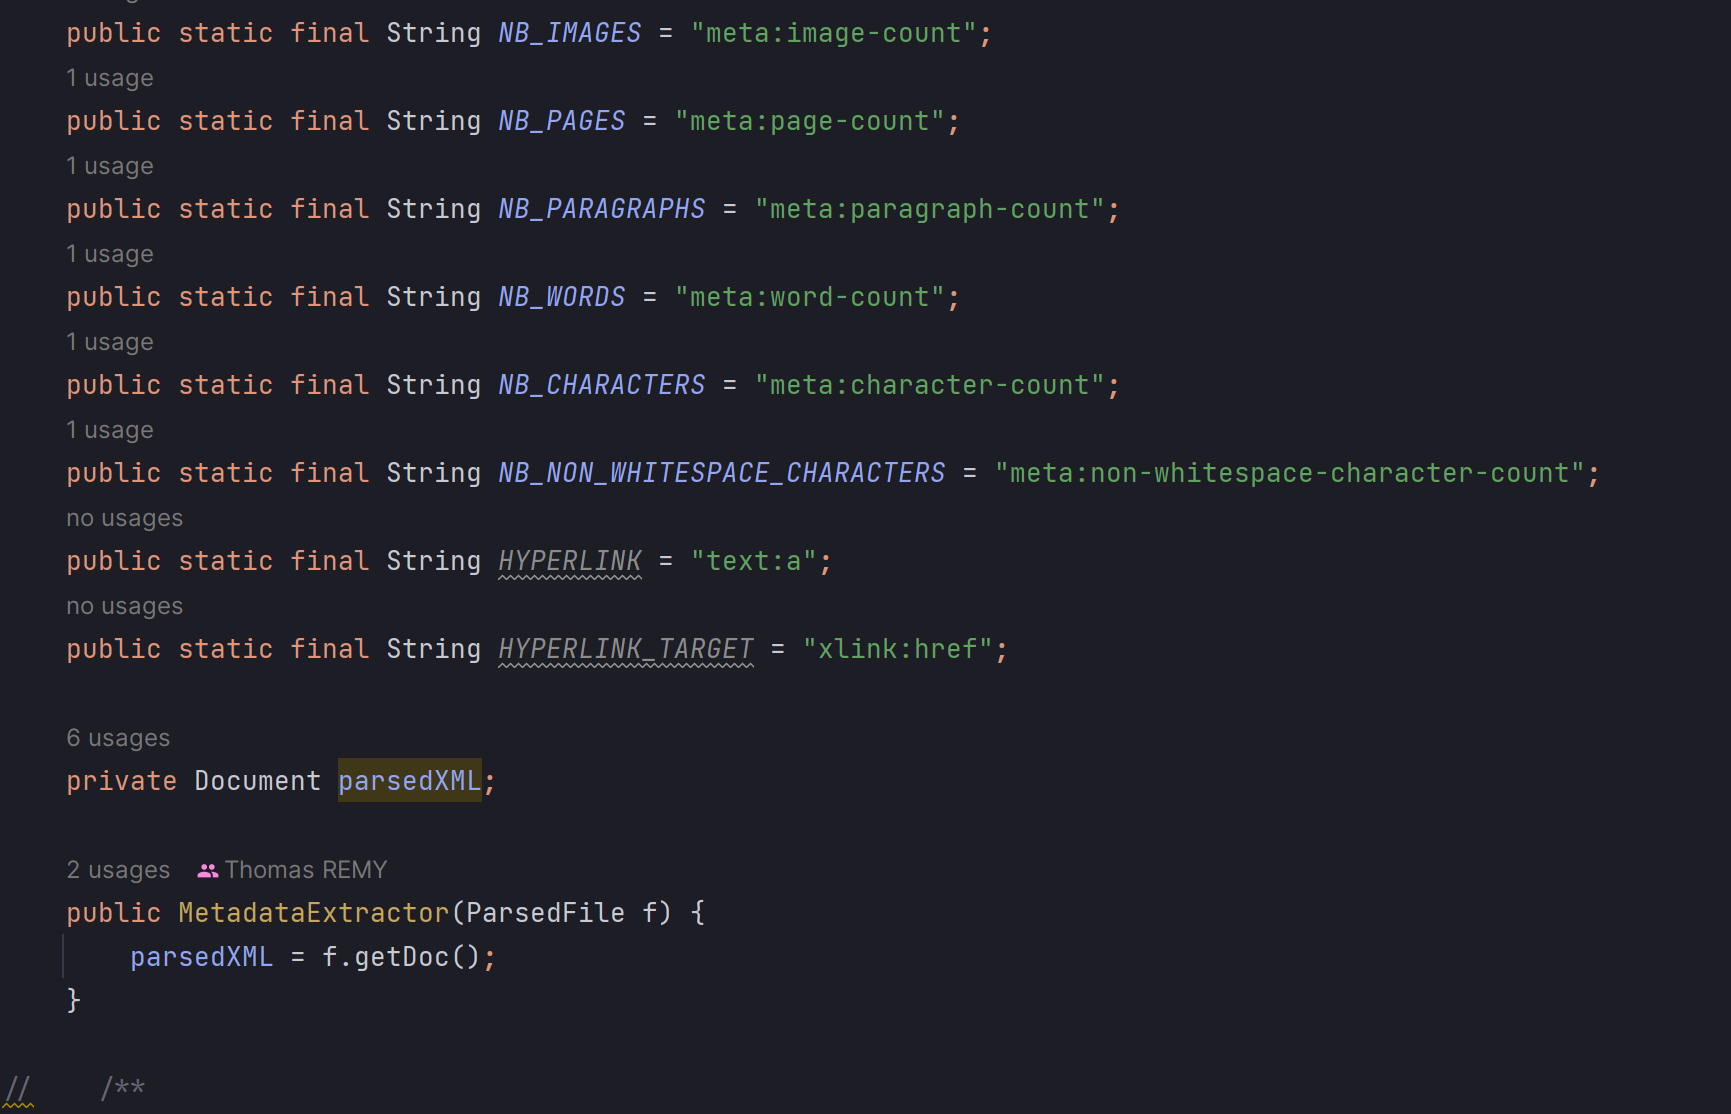 public static final String NB_IMAGES = "meta:image-count";
1 usage
public static final String NB_PAGES = "meta:page-count";
1 usage
public static final String NB_PARAGRAPHS = "meta:paragraph-count";
1 usage
public static final String NB_WORDS = "meta:word-count";
1 usage
public static final String NB_CHARACTERS = "meta:character-count";
1 usage
public static final String NB_NON_WHITESPACE_CHARACTERS = "meta:non-whitespace-character-count";
no usages
public static final String HYPERLINK = "text:a";
no usages
public static final String HYPERLINK_TARGET = "xlink:href";
6 usages
private Document parsedXML;
2 usages Thomas REMY
public MetadataExtractor(ParsedFile f) {
parsedXML = f.getDoc();
}
// /**